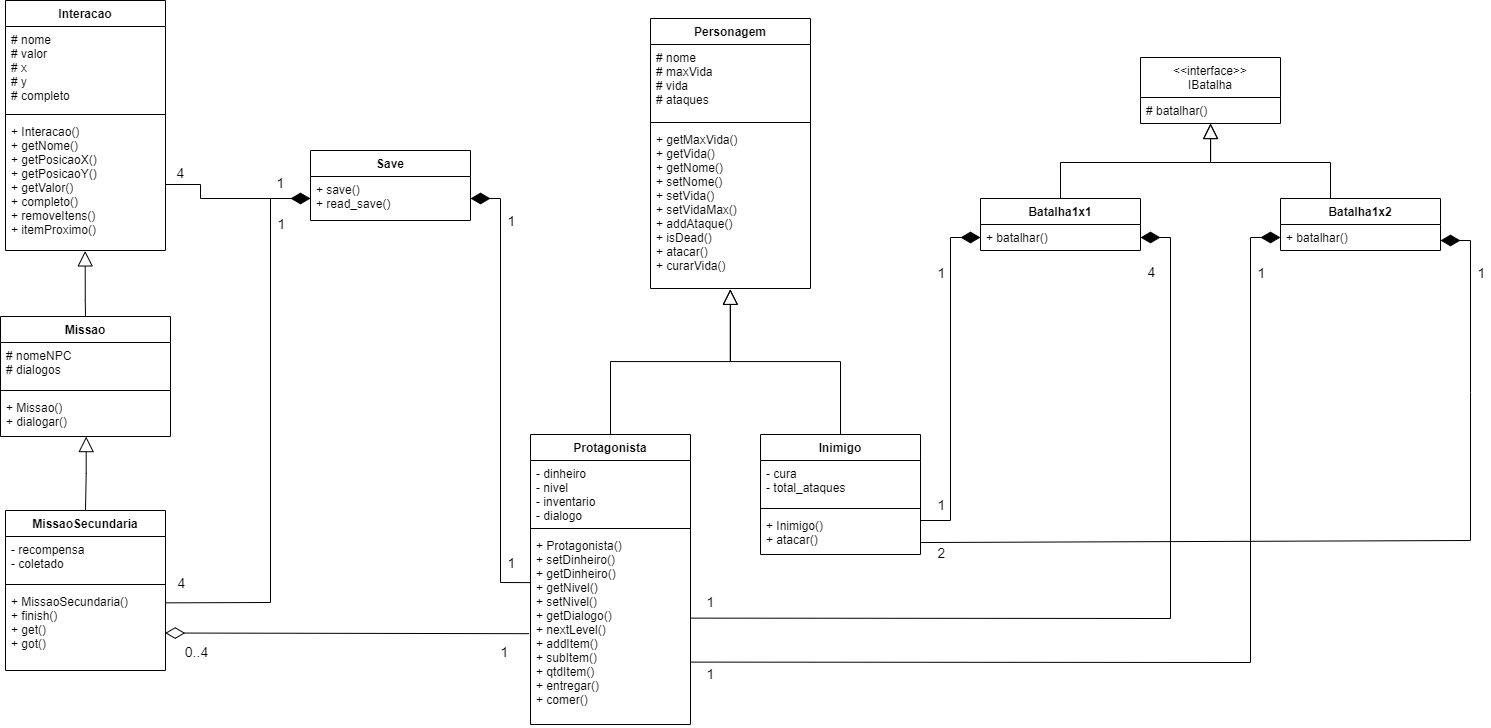 Interacao
# nome
# valor
# x
# y
# completo
+ Interacao()
+ getNome()
+ getPosicaoX()
+ getPosicaoY()
+ getValor()
+ completo()
+ removeItens()
+ itemProximo()
4
1
1
Save
+ save()
+ read_save()
1
Missao
# nomeNPC
# dialogos
+ Missao()
+ dialogar()
MissaoSecundaria
- recompensa
- coletado
+ MissaoSecundaria()
+ finish()
+ get()
+ got()
4
0..4
1
1
Personagem
# nome
# maxVida
# vida
# ataques
+ getMaxVida()
+ getVida()
+ getNome()
+ setNome()
+ setVida()
+ setVidaMax()
+ addAtaque()
+ isDead()
+ atacar()
+ curarVida()
Protagonista
- dinheiro
- nivel
- inventario
- dialogo
+ Protagonista()
+ setDinheiro()
+ getDinheiro()
+ getNivel()
+ setNivel()
+ getDialogo()
+ nextLevel()
+ addItem()
+ subItem()
+ qtdItem()
+ entregar()
+ comer()
Inimigo
- cura
- total_ataques
+ Inimigo()
+ atacar()
1
2
1
1
<<interface>>
IBatalha
# batalhar()
Batalha1x1
+ batalhar()
1
4
Batalha1x2
+ batalhar()
1
1